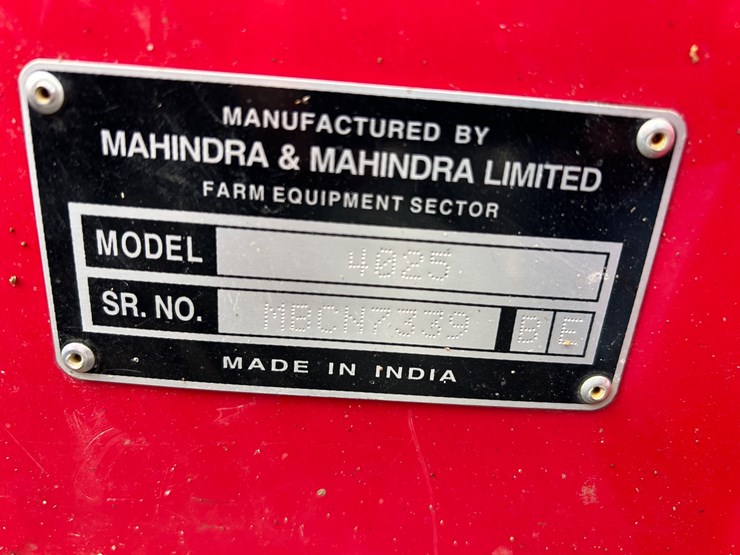 MANUFACTURED BY
MAHINDRA & MAHINDRA LIMITED
FARM EQUIPMENT SECTOR
MODEL 4025
SR. NO. MBCN7339 B E
MADE IN INDIA